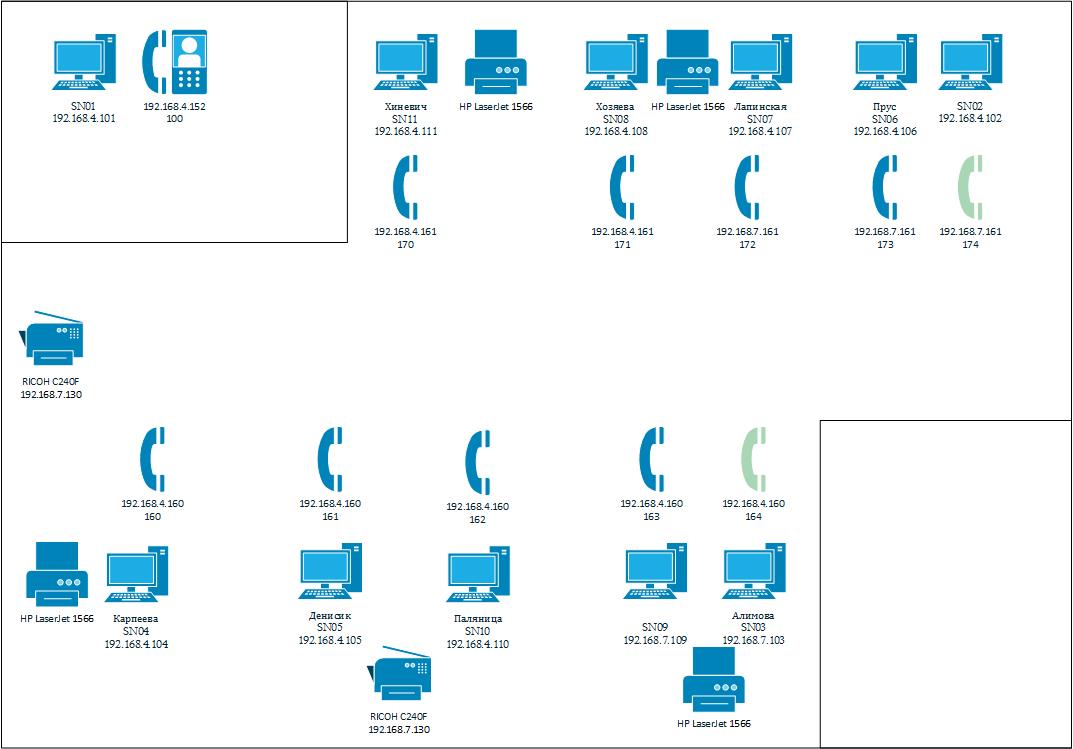 SN01
192.168.4.101
192.168.4.152
100
Хиневич
SN11
192.168.4.111
HP LaserJet 1566
Хозяева
SN08
192.168.4.108
HP LaserJet 1566
Лапинская
SN07
192.168.4.107
Прус
SN06
192.168.4.106
SN02
192.168.4.102
192.168.4.161
170
192.168.4.161
171
192.168.7.161
172
192.168.7.161
173
192.168.7.161
174
RICOH C240F
192.168.7.130
192.168.4.160
160
192.168.4.160
161
192.168.4.160
162
192.168.4.160
163
192.168.4.160
164
HP LaserJet 1566
Карпеева
SN04
192.168.4.104
Денисик
SN05
192.168.4.105
Паляница
SN10
192.168.4.110
SN09
192.168.7.109
Алимова
SN03
192.168.7.103
RICOH C240F
192.168.7.130
HP LaserJet 1566